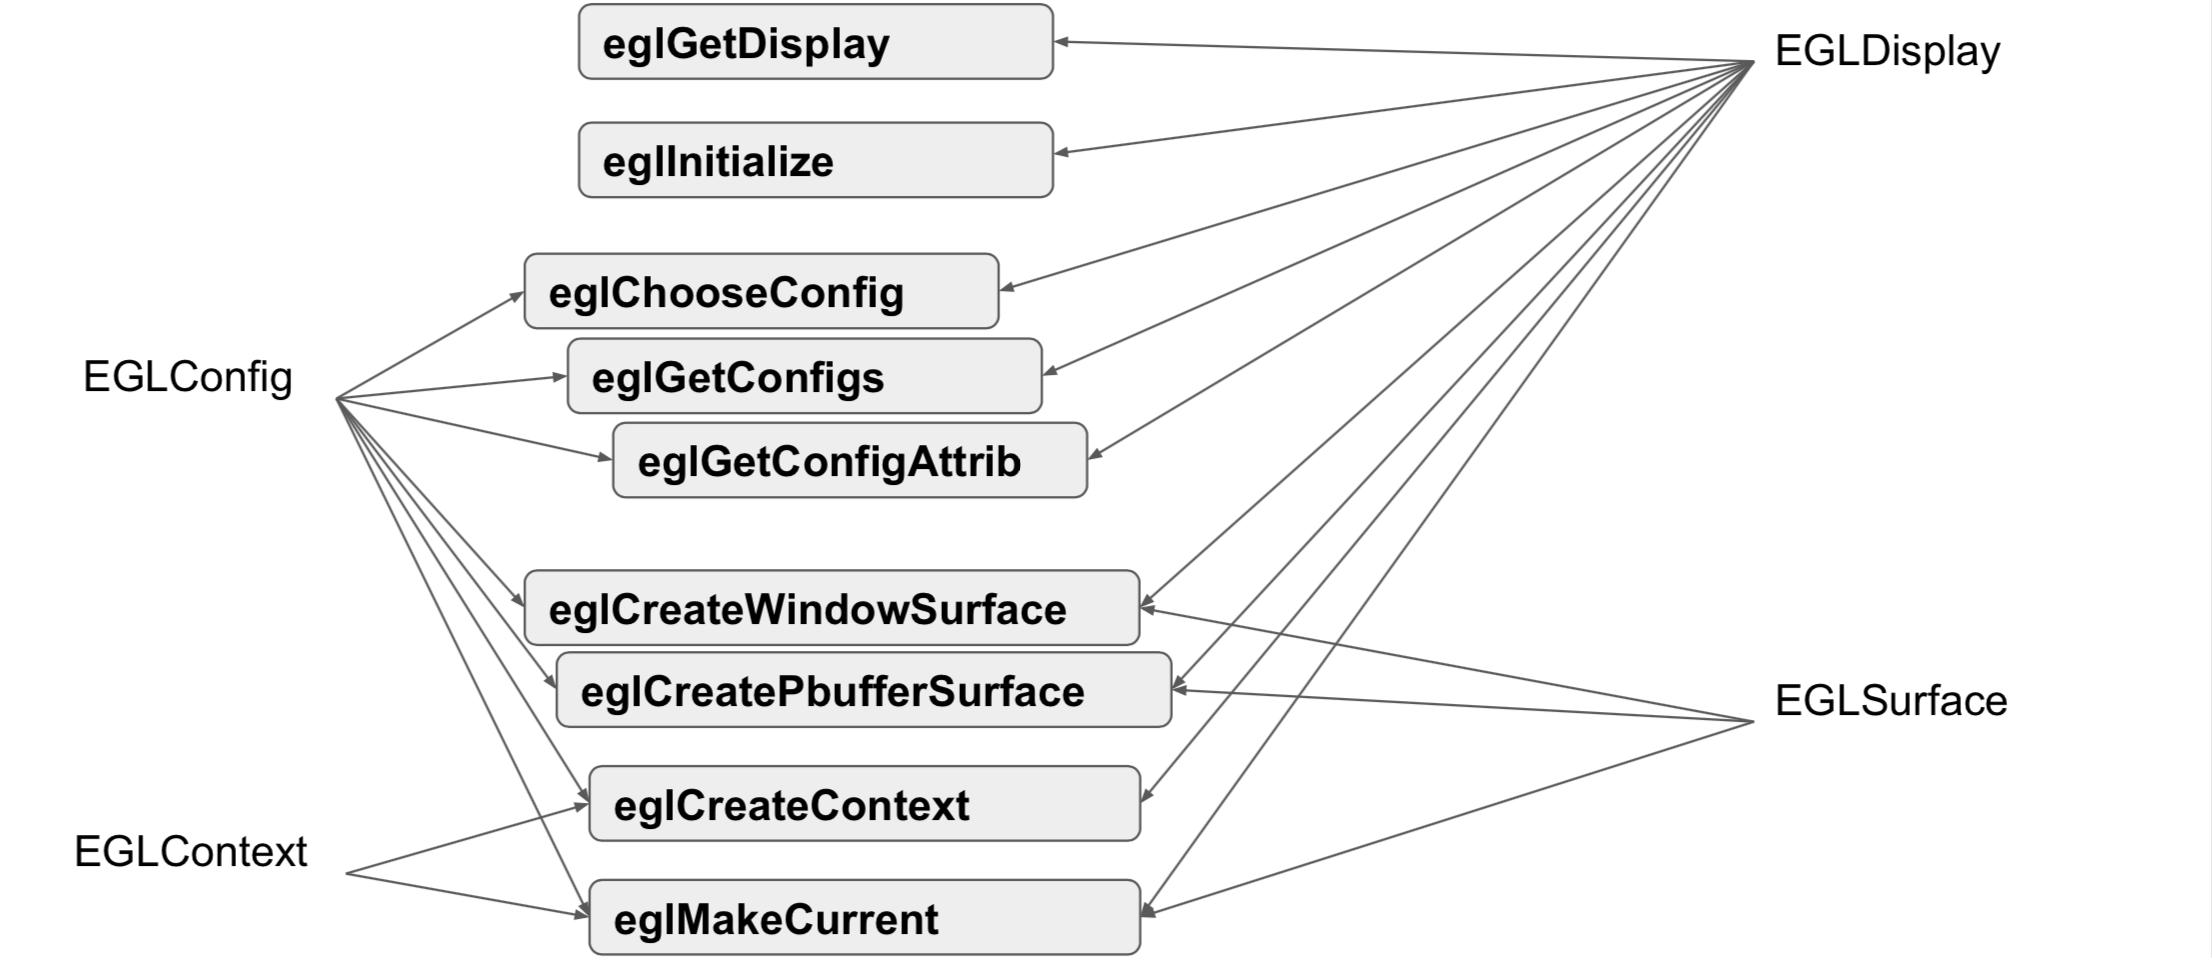 eglGetDisplay
EGLDisplay
eglInitialize
eglChooseConfig
EGLConfig
eglGetConfigs
eglGetConfigAttrib
eglCreateWindowSurface
eglCreatePbufferSurface
EGLSurface
eglCreateContext
EGLContext
eglMakeCurrent